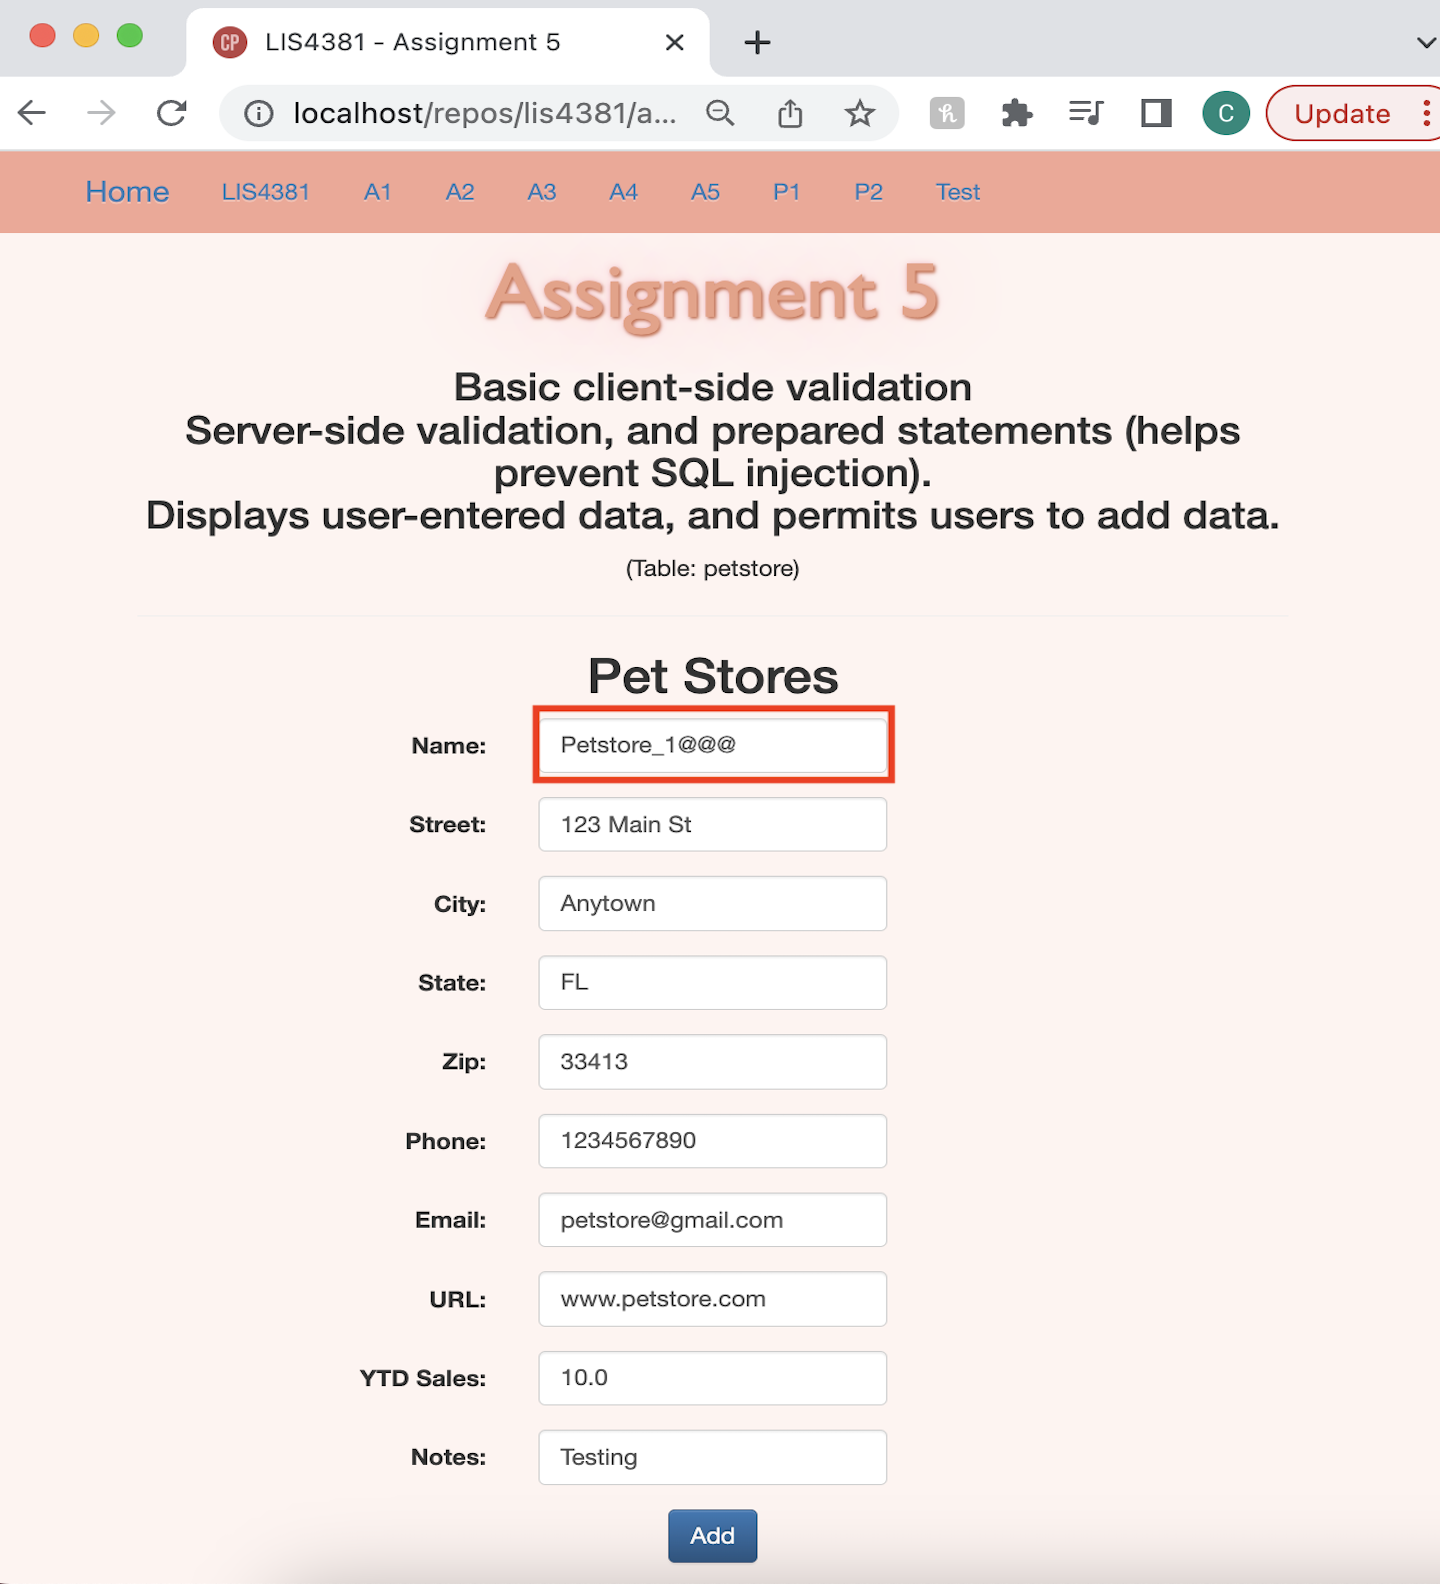 CP LIS4381 - Assignment 5
localhost/repos/lis4381/a...
C
Update
Home LIS4381 A1 A2 A3 A4 A5 P1 P2 Test
Assignment 5
Basic client-side validation
Server-side validation, and prepared statements (helps
prevent SQL injection).
Displays user-entered data, and permits users to add data.
(Table: petstore)
Pet Stores
Name: Petstore_1@@@
Street: 123 Main St
City: Anytown
State: FL
Zip: 33413
Phone: 1234567890
Email: petstore@gmail.com
URL: www.petstore.com
YTD Sales: 10.0
Notes: Testing
Add